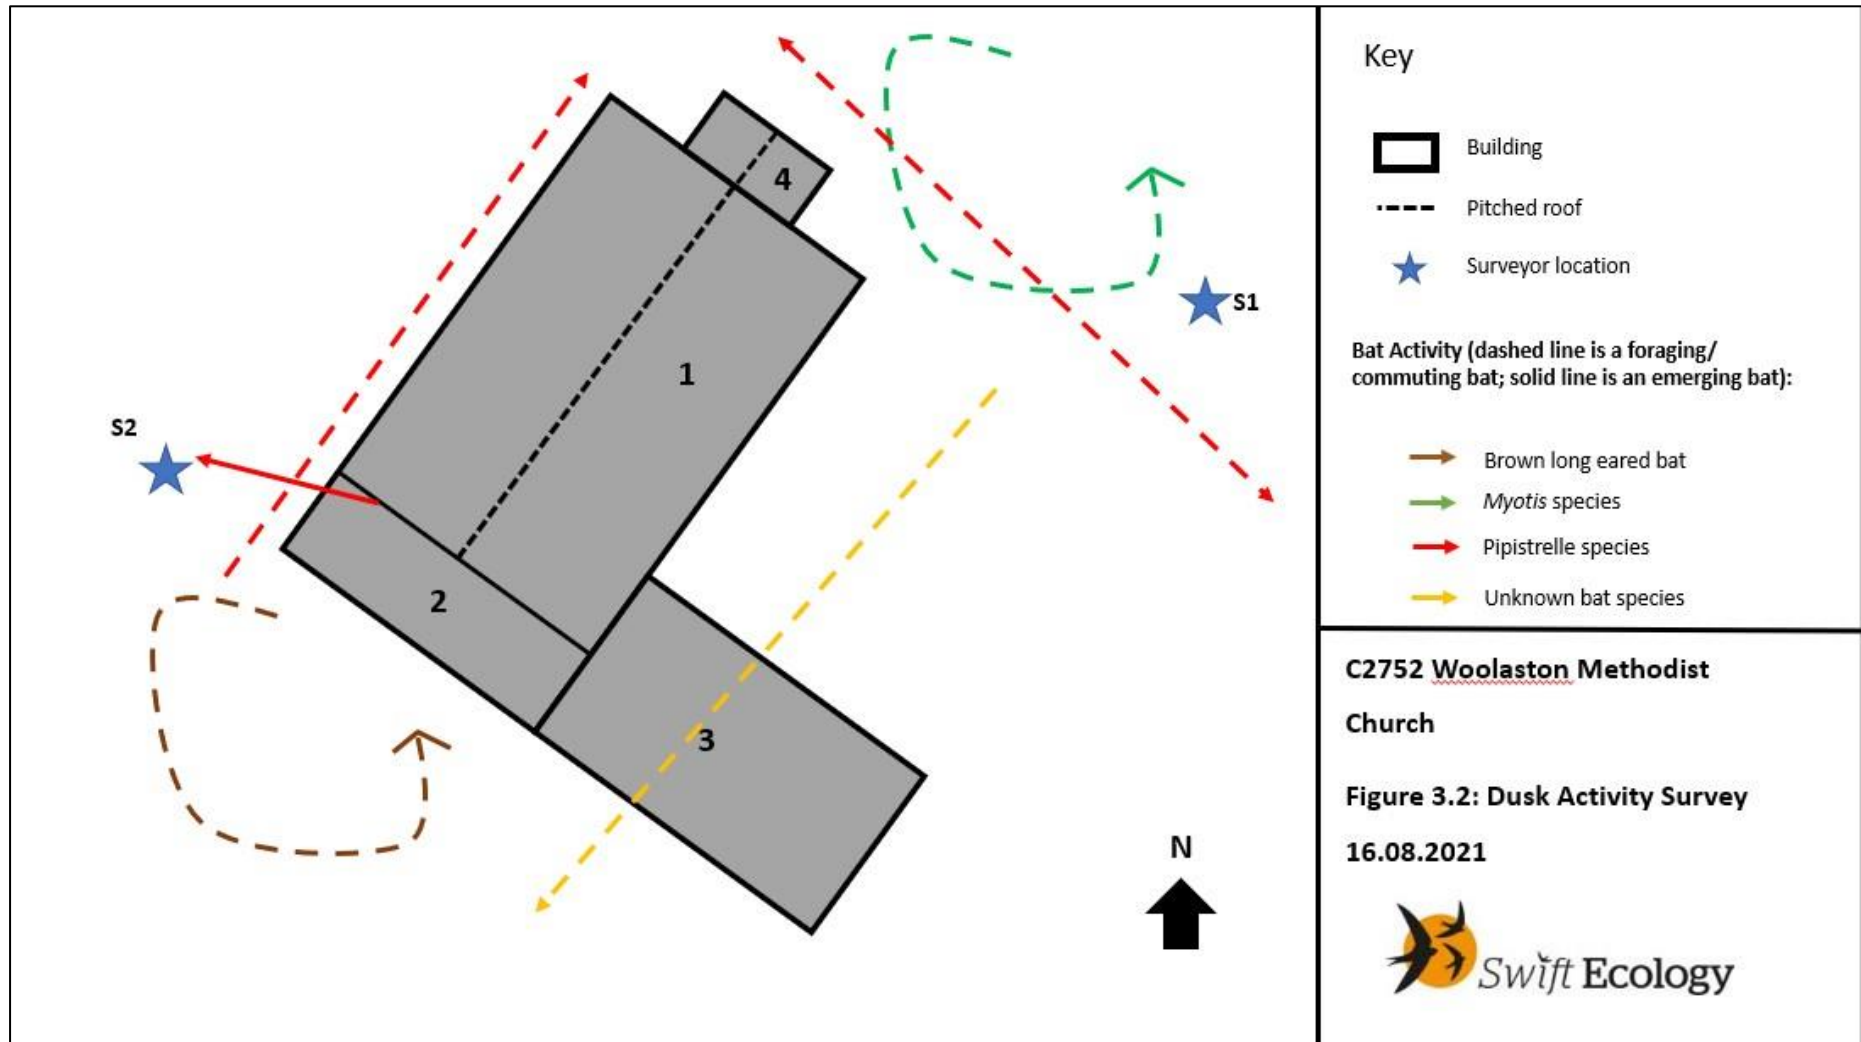 S2
1
2
3
4
S1
N
Key
Building
Pitched roof
Surveyor location
Bat Activity (dashed line is a foraging/
commuting bat; solid line is an emerging bat):
Brown long eared bat
Myotis species
Pipistrelle species
Unknown bat species
C2752 Woolaston Methodist
Church
Figure 3.2: Dusk Activity Survey
16.08.2021
Swift Ecology